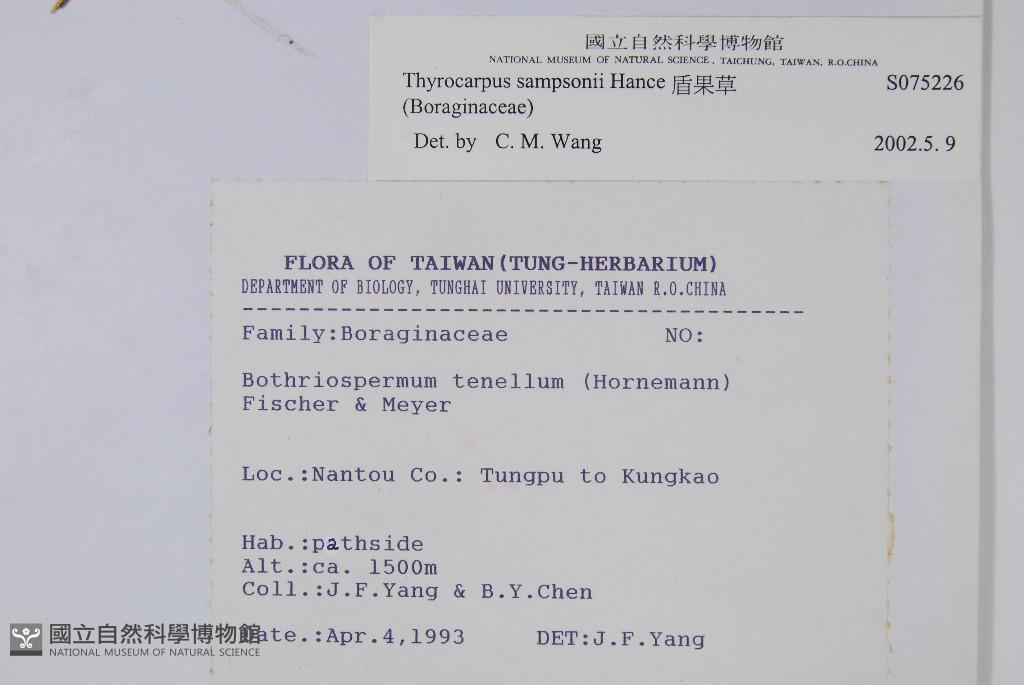 國立自然科學博物館
NATIONAL MUSEUM OF NATURAL SCIENCE, TAICHUNG, TAIWAN, R.O.CHINA
Thyrocarpus sampsonii Hance 盾果草 S075226
(Boraginaceae)
Det. by C. M. Wang 2002.5. 9
FLORA OF TAIWAN(TUNG-HERBARIUM)
DEPARTMENT OF BIOLOGY, TUNGHAI UNIVERSITY, TAIWAN R.O.CHINA
Family:Boraginaceae NO:
Bothriospermum tenellum (Hornemann)
Fischer & Meyer
Loc.:Nantou Co.: Tungpu to Kungkao
Hab.:pathside
Alt.:ca. 1500m
Coll.:J.F.Yang & B.Y.Chen
Date.:Apr.4,1993 DET:J.F.Yang
國立自然科學博物館
NATIONAL MUSEUM OF NATURAL SCIENCE